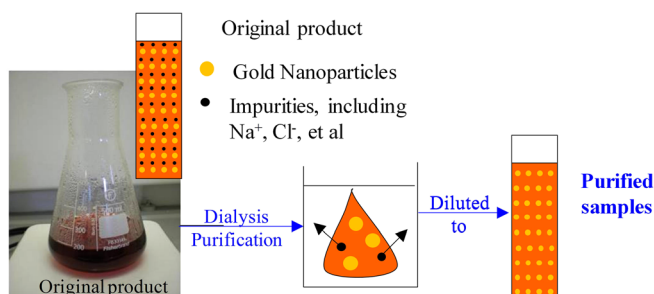 Original product
Gold Nanoparticles
Impurities, including
Na⁺, Cl⁻, et al
Dialysis
Purification
Diluted
to
Purified
samples
Original product